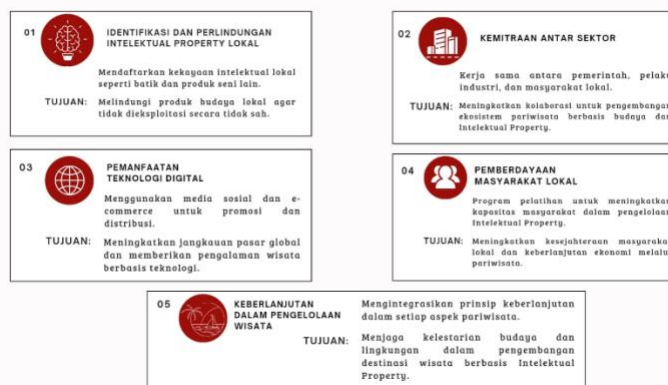 01
IDENTIFIKASI DAN PERLINDUNGAN
INTELEKTUAL PROPERTY LOKAL
Mendaftarkan kekayaan intelektual lokal
seperti batik dan produk seni lain.
TUJUAN: Melindungi produk budaya lokal agar
tidak dieksploitasi secara tidak sah.
02
KEMITRAAN ANTAR SEKTOR
Kerja sama antara pemerintah, pelaku
industri, dan masyarakat lokal.
TUJUAN: Meningkatkan kolaborasi untuk pengembangan
ekosistem pariwisata berbasis budaya dan
Intelektual Property.
03
PEMANFAATAN
TEKNOLOGI DIGITAL
Menggunakan media sosial dan e-
commerce untuk promosi dan
distribusi.
TUJUAN: Meningkatkan jangkauan pasar global
dan memberikan pengalaman wisata
berbasis teknologi.
04
PEMBERDAYAAN
MASYARAKAT LOKAL
Program pelatihan untuk meningkatkan
kapasitas masyarakat dalam pengelolaan
Intelektual Property.
TUJUAN: Meningkatkan kesejahteraan masyarakat
lokal dan keberlanjutan ekonomi melalui
pariwisata.
05
KEBERLANJUTAN
DALAM PENGELOLAAN
WISATA
Mengintegrasikan prinsip keberlanjutan
dalam setiap aspek pariwisata.
TUJUAN: Menjaga kelestarian budaya dan
lingkungan dalam pengembangan
destinasi wisata berbasis Intelektual
Property.